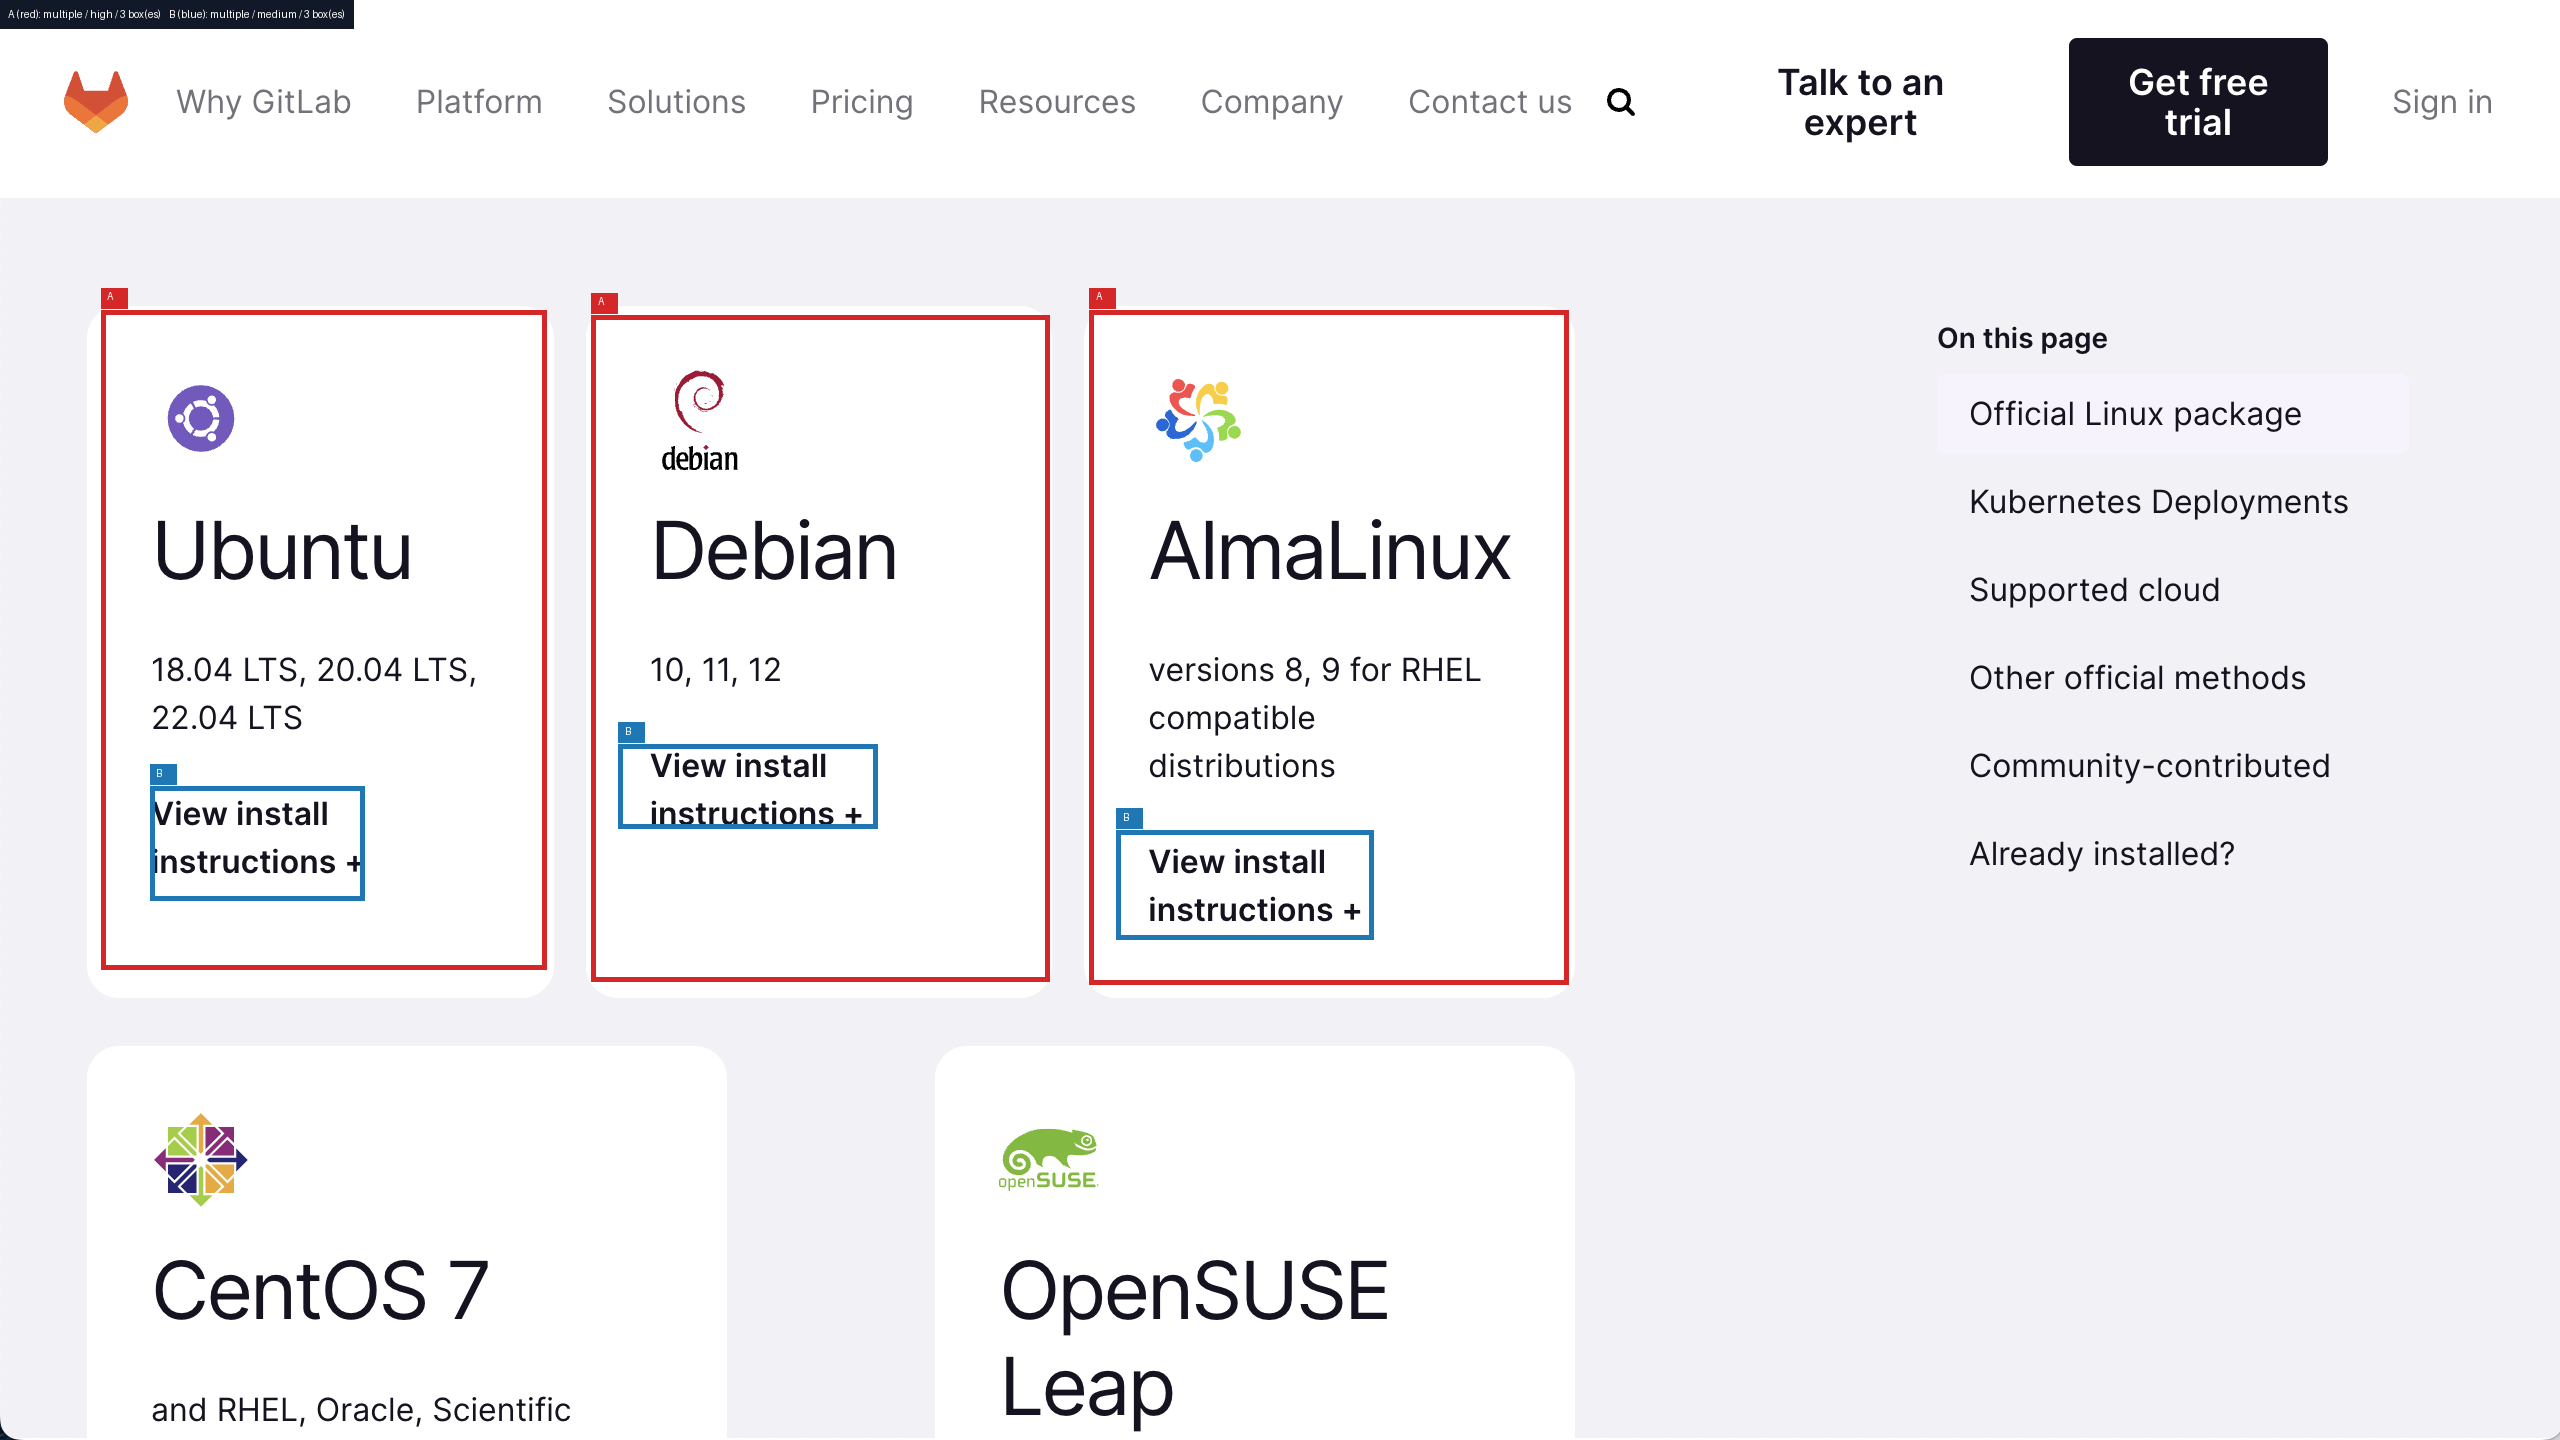 A (red): multiple / high / 3 box(es)   B (blue): multiple / medium / 3 box(es)
Why GitLab
Platform
Solutions
Pricing
Resources
Company
Contact us
Talk to an
expert
Get free
trial
Sign in
A
A
A
debian
Ubuntu
18.04 LTS, 20.04 LTS,
22.04 LTS
B
View install
instructions +
Debian
10, 11, 12
B
View install
instructions +
AlmaLinux
versions 8, 9 for RHEL
compatible
distributions
B
View install
instructions +
On this page
Official Linux package
Kubernetes Deployments
Supported cloud
Other official methods
Community-contributed
Already installed?
CentOS 7
and RHEL, Oracle, Scientific
openSUSE
OpenSUSE
Leap